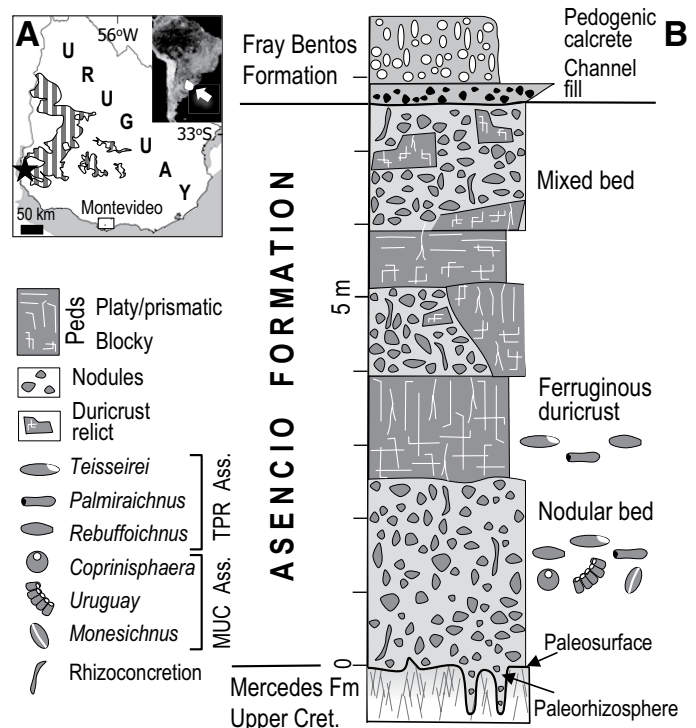 A
56ºW
U
R
U
G
U
A
Y
33ºS
50 km
Montevideo
Peds
Platy/prismatic
Blocky
Nodules
Duricrust
relict
Teisseirei
Palmiraichnus
Rebuffoichnus
TPR Ass.
Coprinisphaera
Uruguay
Monesichnus
MUC Ass.
Rhizoconcretion
B
Fray Bentos
Formation
Pedogenic
calcrete
Channel
fill
ASENCIO FORMATION
Mixed bed
5 m
Ferruginous
duricrust
Nodular bed
0
Paleosurface
Mercedes Fm
Upper Cret.
Paleorhizosphere